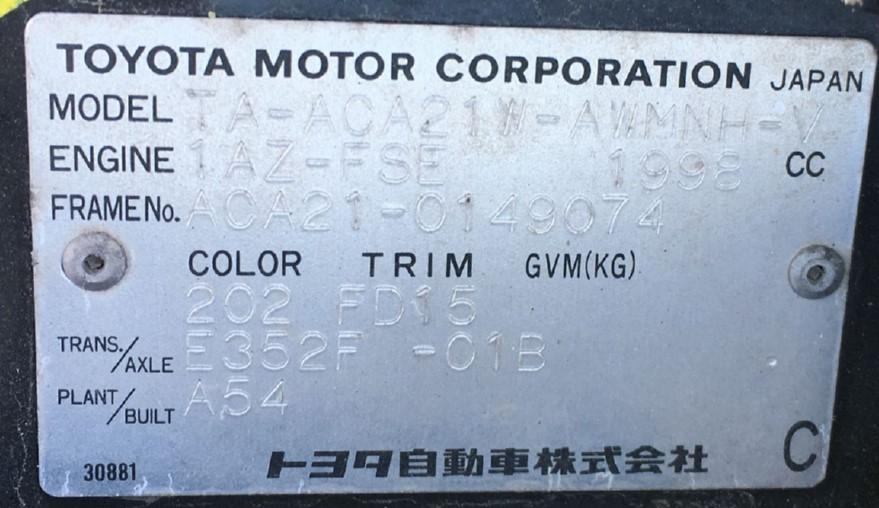 TOYOTA MOTOR CORPORATION JAPAN
MODEL TA-ACA21W-AWMNH-V
ENGINE 1AZ-FSE 1998 CC
FRAME No. ACA21-0149074
COLOR TRIM GVM(KG)
202 FD15
TRANS./AXLE E352F -01B
PLANT/BUILT A54
30881 トヨタ自動車株式会社 C